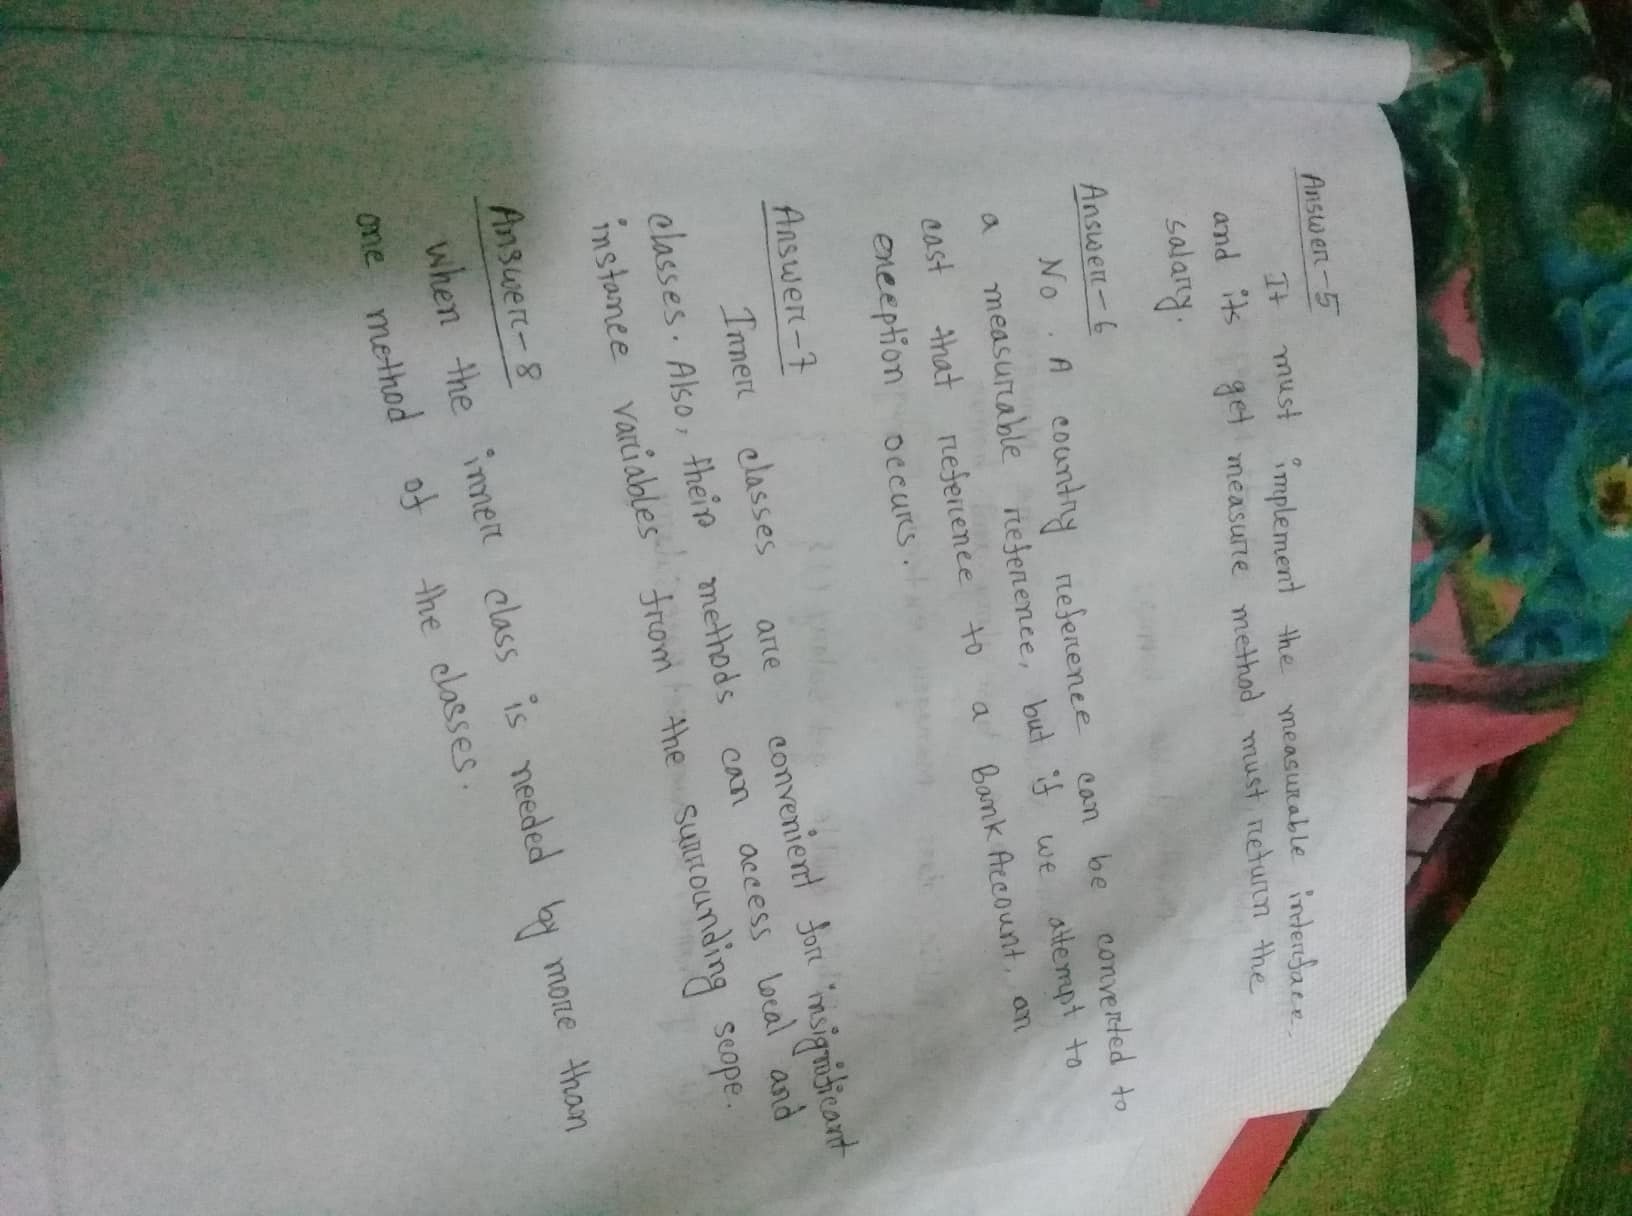 Answer-5
It must implement the measurable interface.
and its get measure method must return the
salary.
Answer-6
No. A country reference can be converted to
a measurable reference, but if we attempt to
cast that reference to a Bank Account, an
exception occurs.
Answer-7
Inner classes are convenient for insignificant
classes. Also, their methods can access local and
instance variables from the surrounding scope.
Answer-8
when the inner class is needed by more than
one method of the classes.